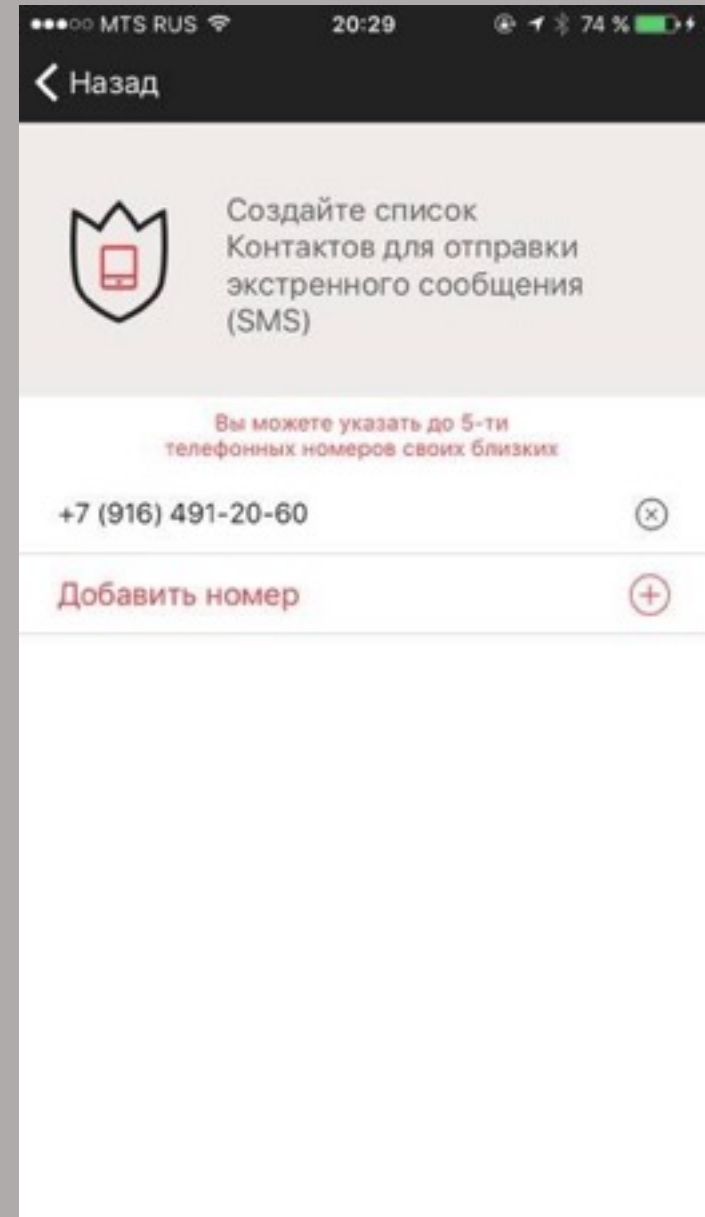 MTS RUS 20:29 74 %
Назад
Создайте список
Контактов для отправки
экстренного сообщения
(SMS)
Вы можете указать до 5-ти
телефонных номеров своих близких
+7 (916) 491-20-60
Добавить номер